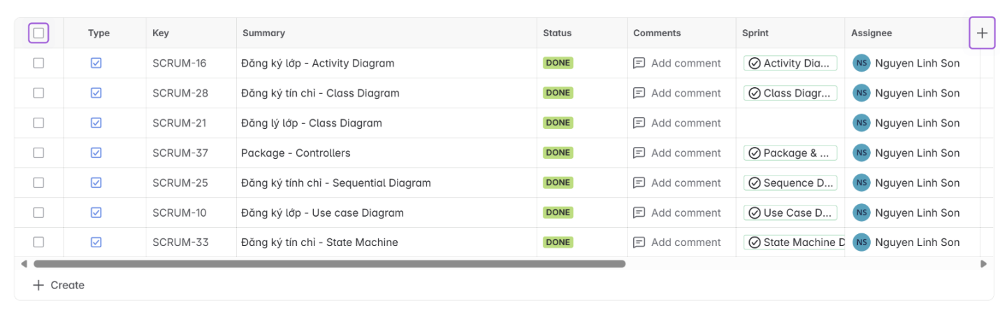 Type Key Summary Status Comments Sprint Assignee
SCRUM-16 Đăng ký lớp - Activity Diagram DONE Add comment Activity Dia... NS Nguyen Linh Son
SCRUM-28 Đăng ký tín chỉ - Class Diagram DONE Add comment Class Diagr... NS Nguyen Linh Son
SCRUM-21 Đăng lý lớp - Class Diagram DONE Add comment NS Nguyen Linh Son
SCRUM-37 Package - Controllers DONE Add comment Package & ... NS Nguyen Linh Son
SCRUM-25 Đăng ký tính chỉ - Sequential Diagram DONE Add comment Sequence D... NS Nguyen Linh Son
SCRUM-10 Đăng ký lớp - Use case Diagram DONE Add comment Use Case D... NS Nguyen Linh Son
SCRUM-33 Đăng ký tín chỉ - State Machine DONE Add comment State Machine D NS Nguyen Linh Son
+ Create